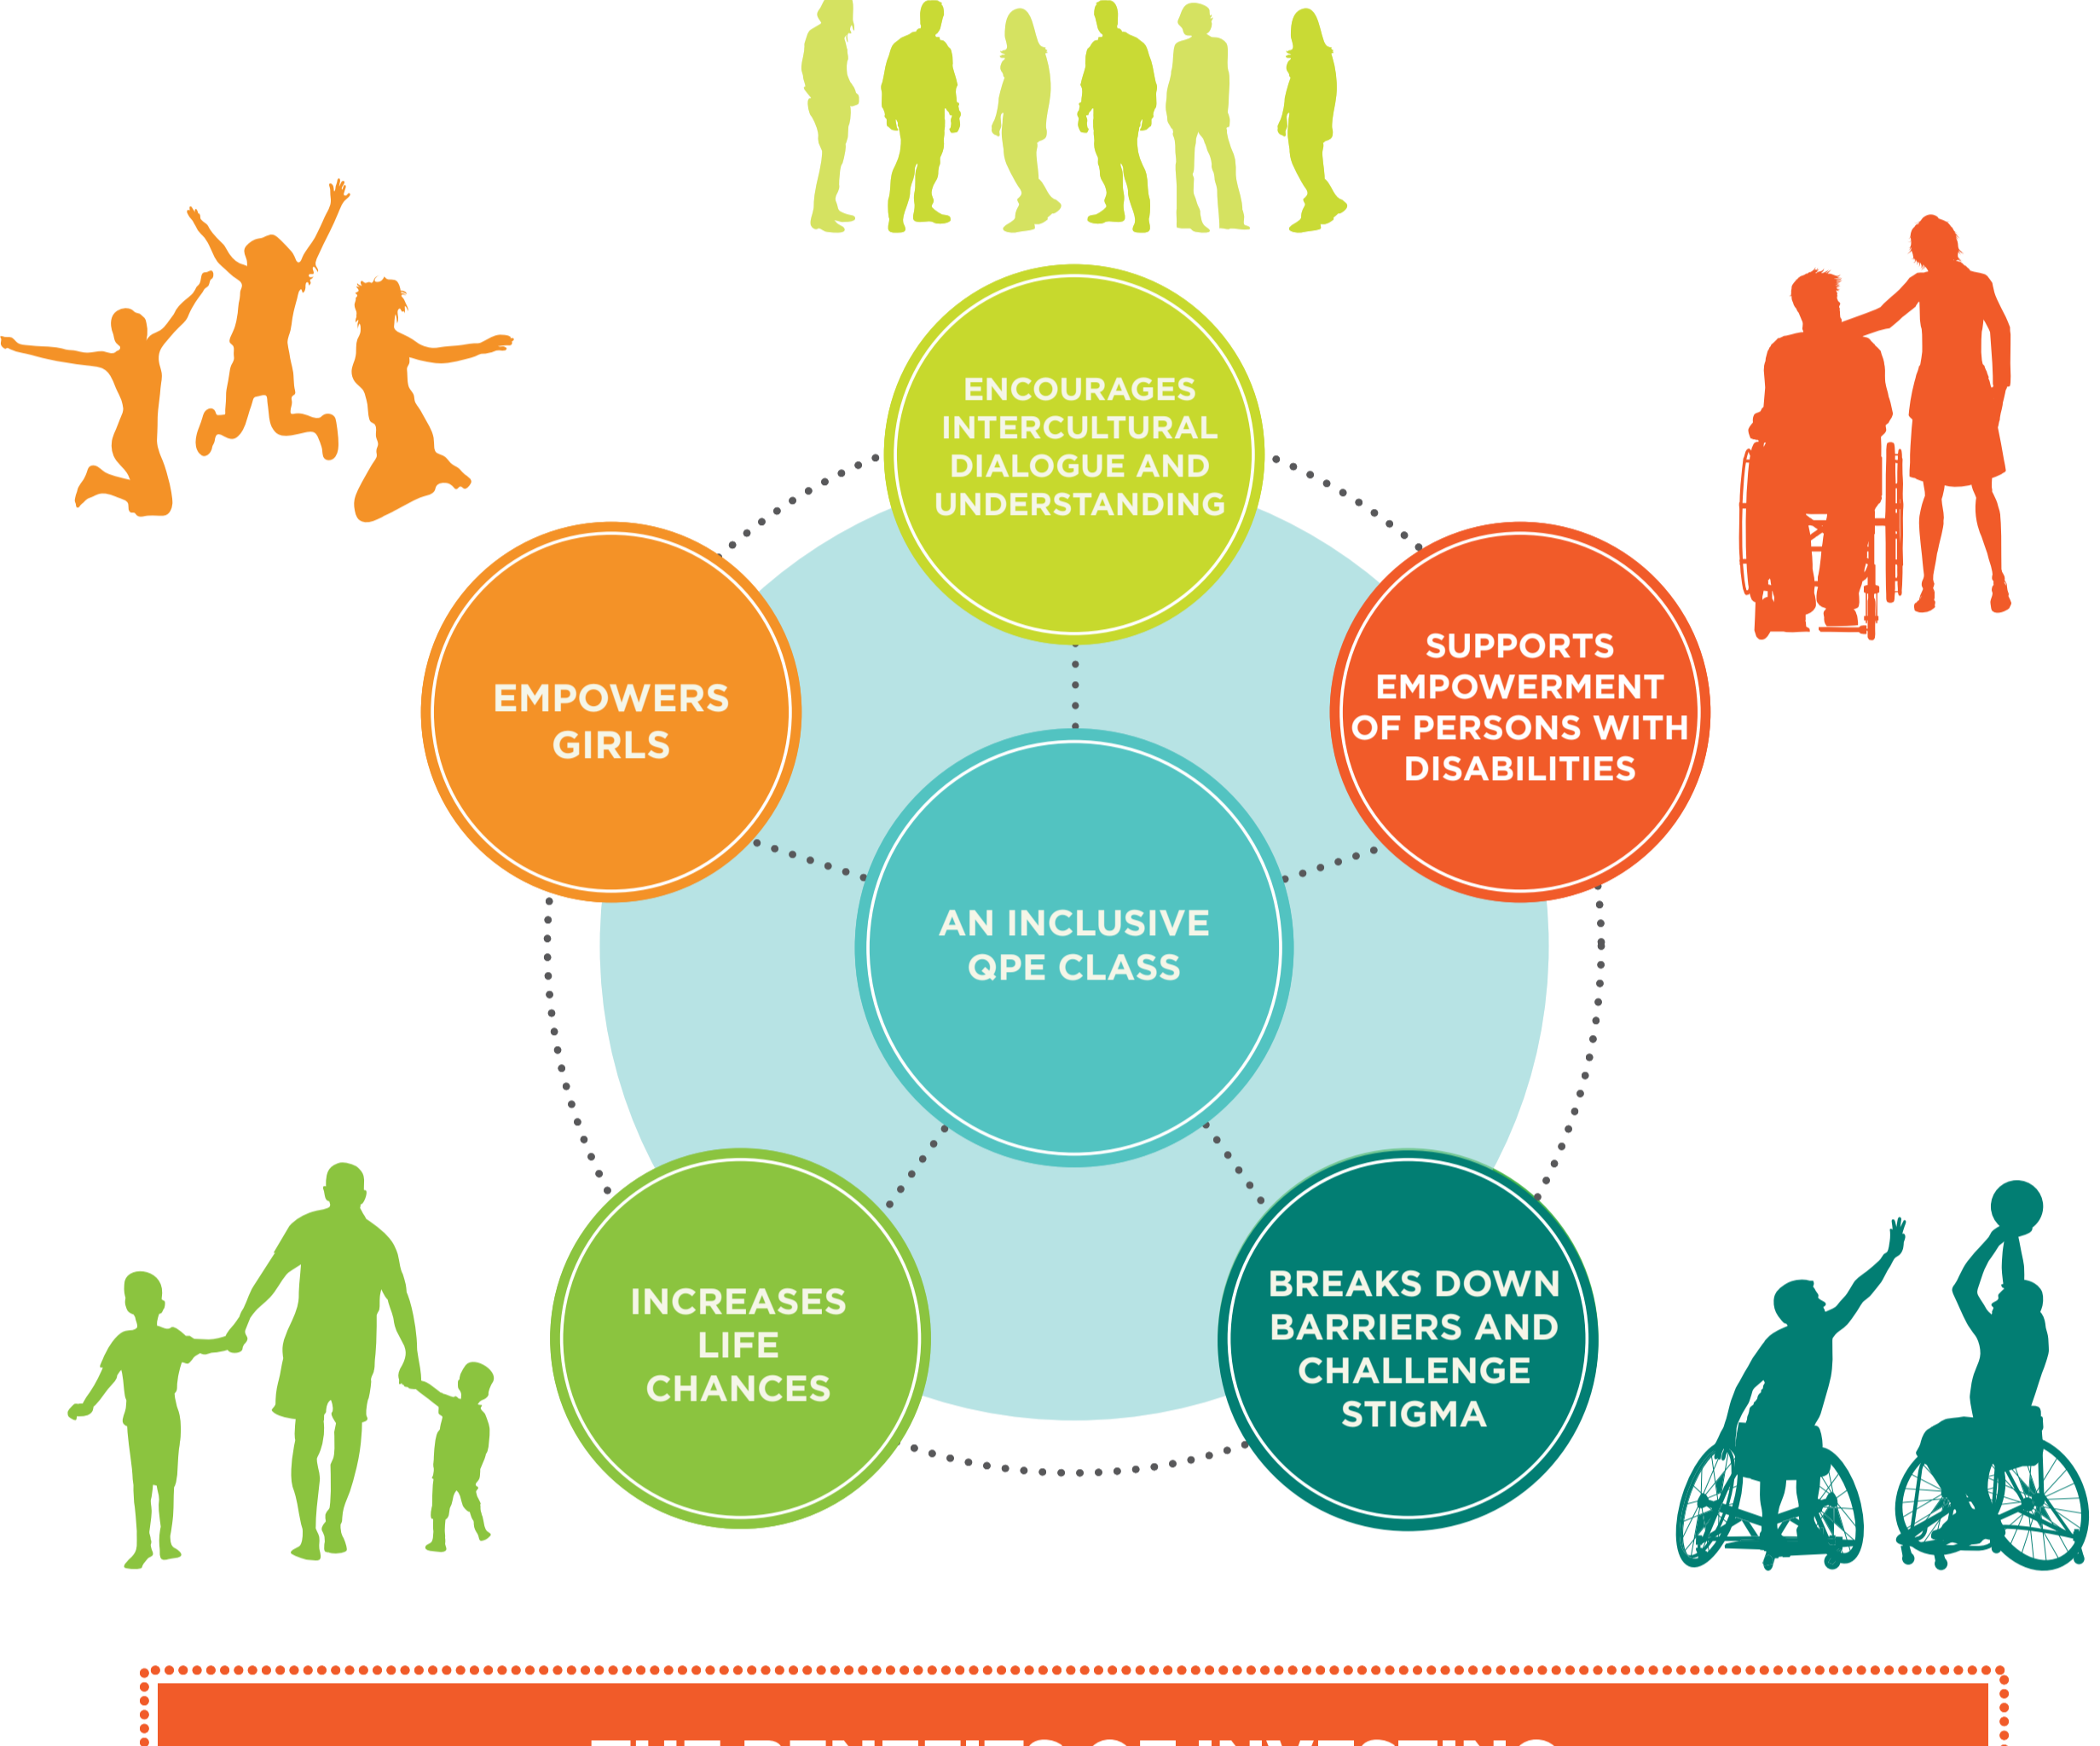 ENCOURAGES
INTERCULTURAL
DIALOGUE AND
UNDERSTANDING
EMPOWERS
GIRLS
SUPPORTS
EMPOWERMENT
OF PERSONS WITH
DISABILITIES
AN INCLUSIVE
QPE CLASS
INCREASES
LIFE
CHANCES
BREAKS DOWN
BARRIERS AND
CHALLENGE
STIGMA